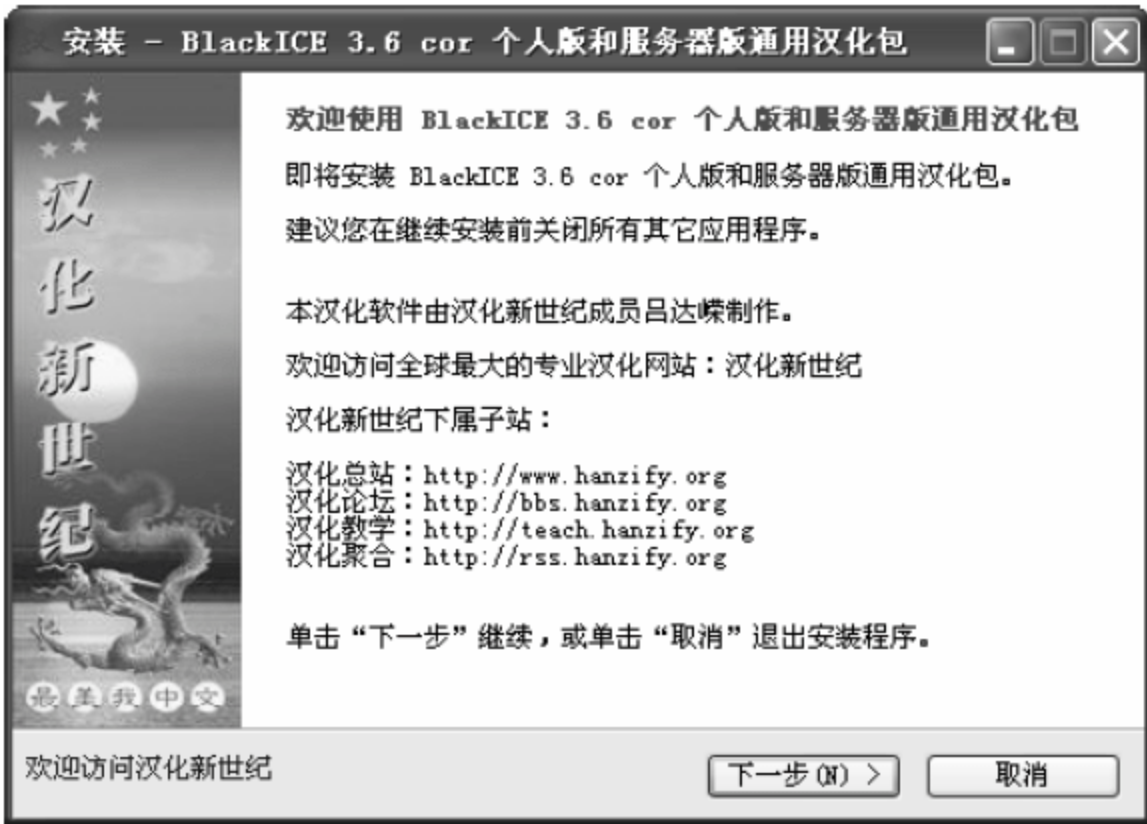 安装 - BlackICE 3.6 cor 个人版和服务器版通用汉化包
汉化新世纪
最美我中文
欢迎使用 BlackICE 3.6 cor 个人版和服务器版通用汉化包
即将安装 BlackICE 3.6 cor 个人版和服务器版通用汉化包。
建议您在继续安装前关闭所有其它应用程序。
本汉化软件由汉化新世纪成员吕达嵘制作。
欢迎访问全球最大的专业汉化网站：汉化新世纪
汉化新世纪下属子站：
汉化总站：http://www.hanzify.org
汉化论坛：http://bbs.hanzify.org
汉化教学：http://teach.hanzify.org
汉化聚合：http://rss.hanzify.org
单击“下一步”继续，或单击“取消”退出安装程序。
欢迎访问汉化新世纪
下一步(N) >
取消